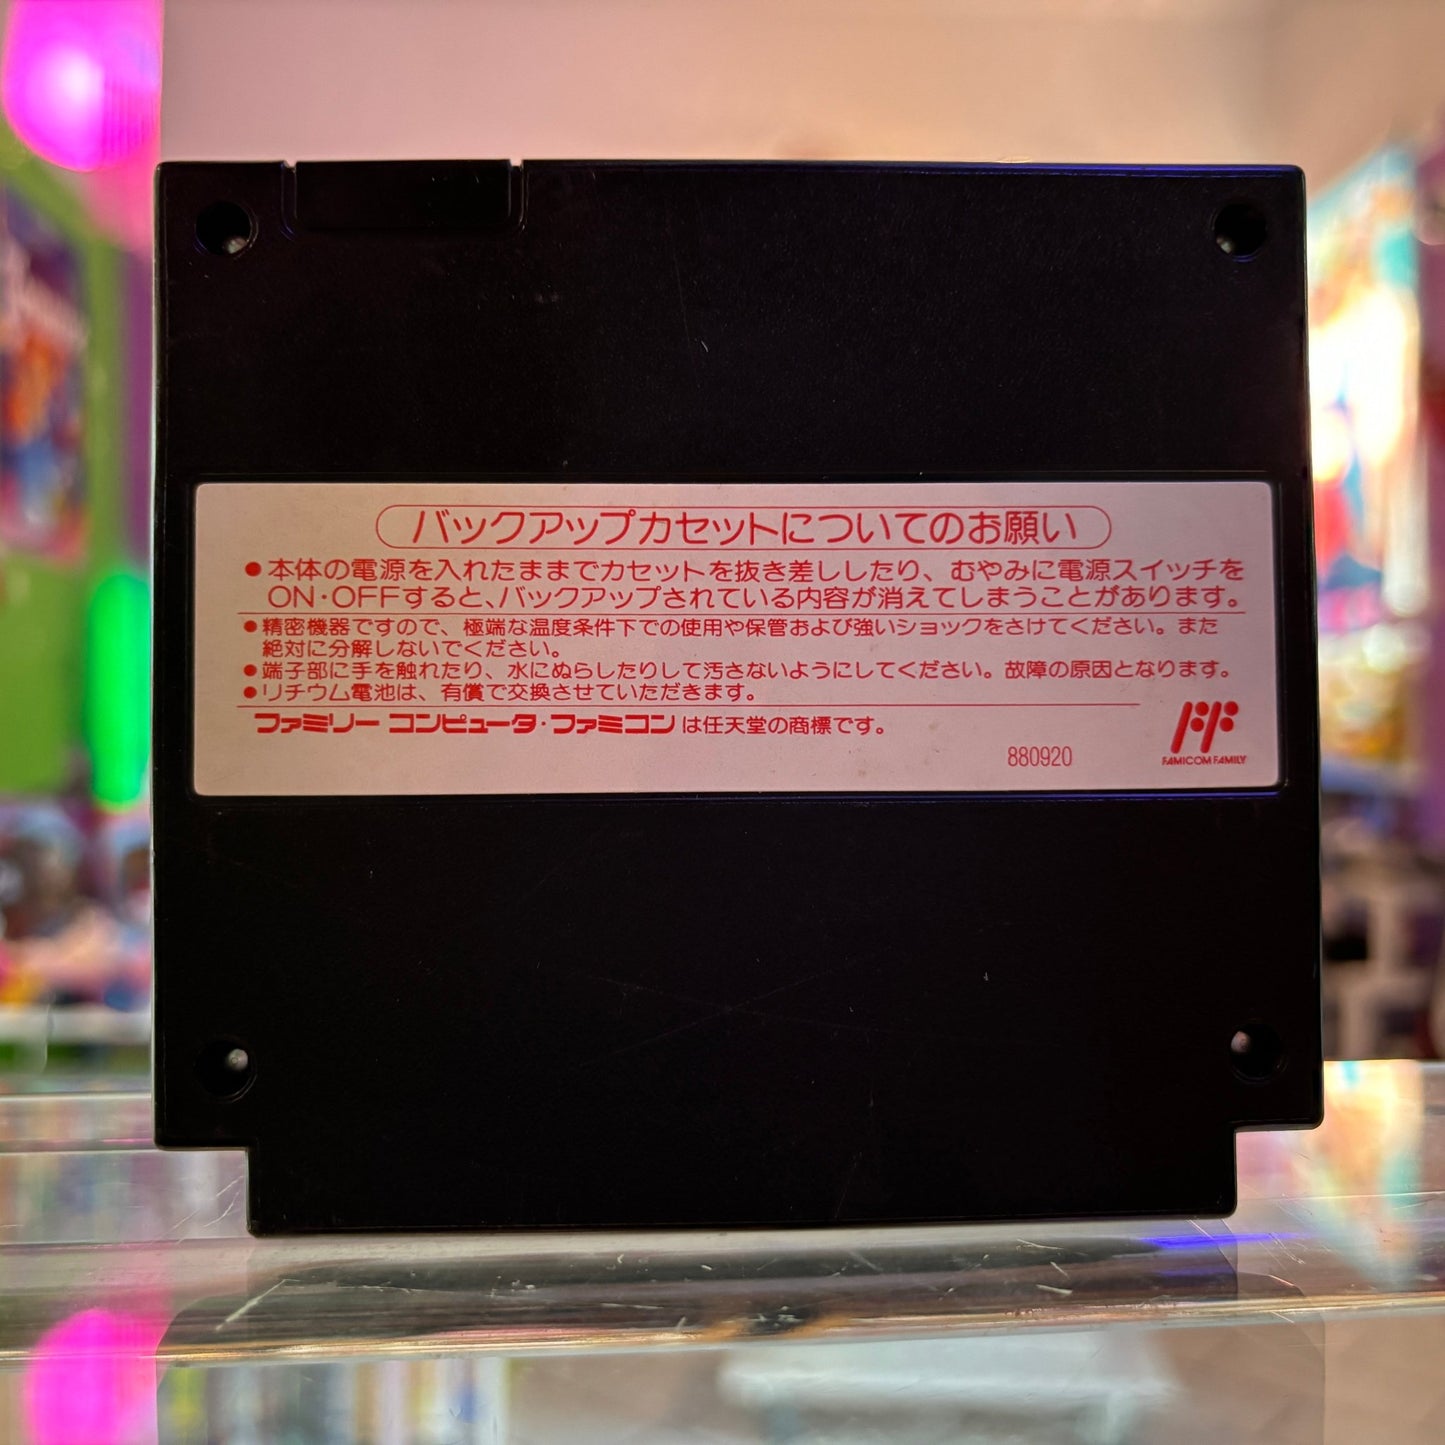 バックアップカセットについてのお願い
●本体の電源を入れたままでカセットを抜き差ししたり、むやみに電源スイッチを
ON・OFFすると、バックアップされている内容が消えてしまうことがあります。
●精密機器ですので、極端な温度条件下での使用や保管および強いショックをさけてください。また
絶対に分解しないでください。
●端子部に手を触れたり、水にぬらしたりして汚さないようにしてください。故障の原因となります。
●リチウム電池は、有償で交換させていただきます。
ファミリーコンピュータ・ファミコンは任天堂の商標です。
880920
FAMICOM FAMILY